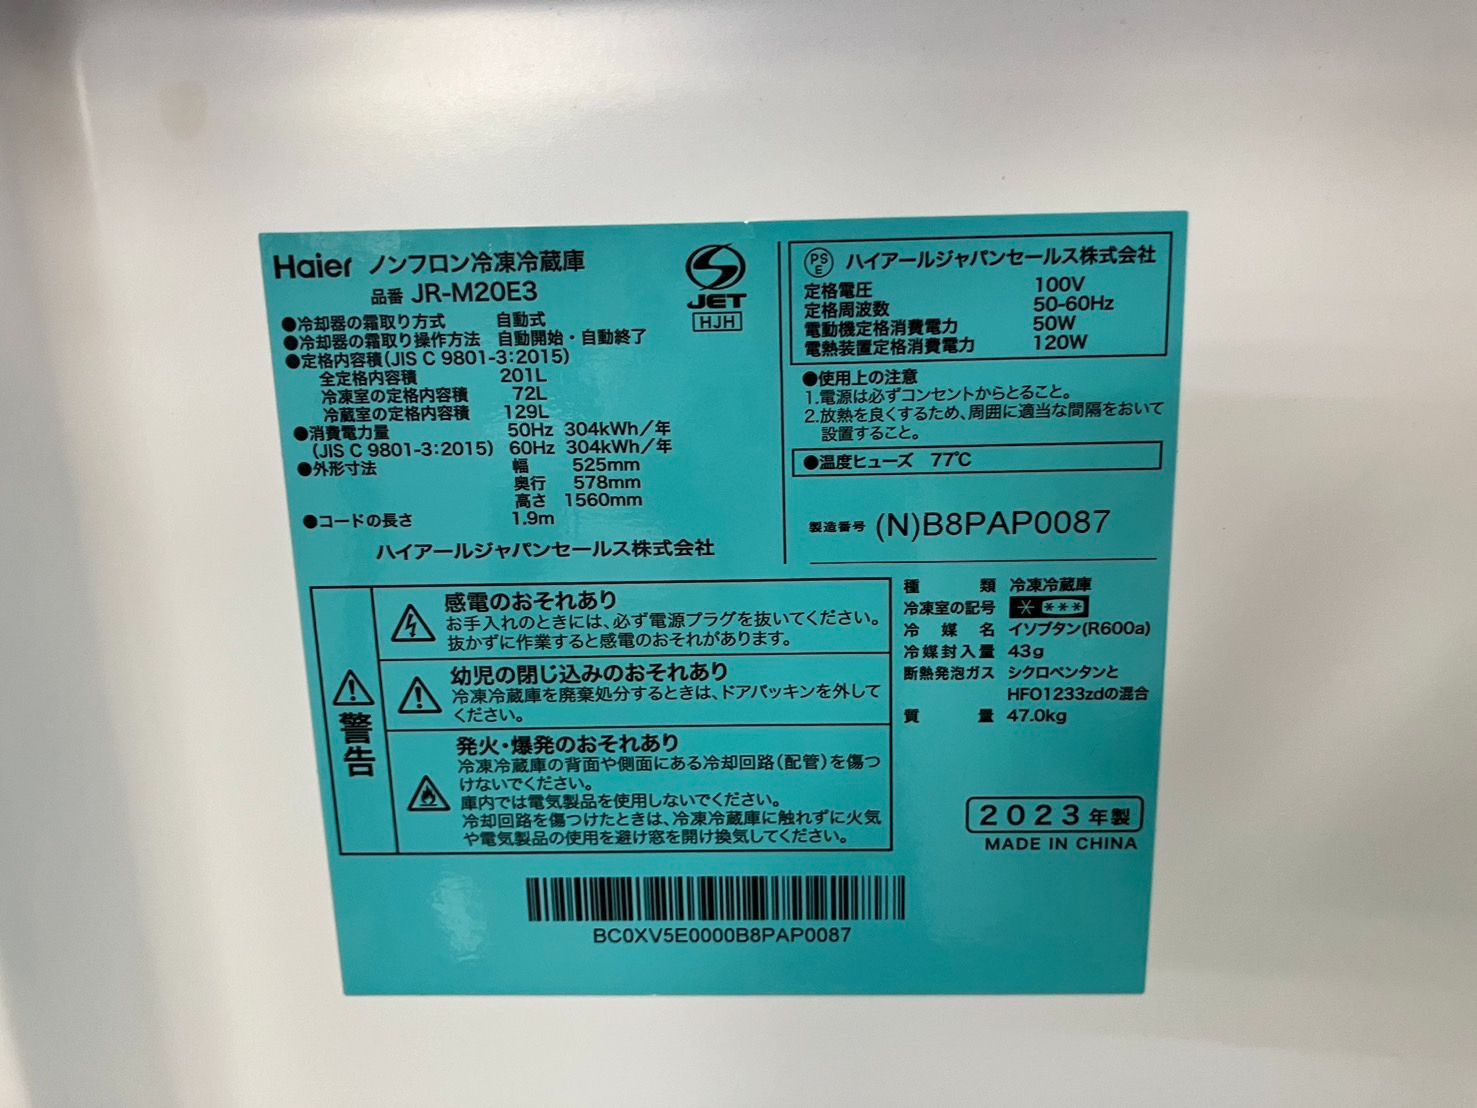 Haier ノンフロン冷凍冷蔵庫
品番 JR-M20E3
JET
HJH
●冷却器の霜取り方式 自動式
●冷却器の霜取り操作方法 自動開始・自動終了
●定格内容積(JIS C 9801-3:2015)
全定格内容積 201L
冷凍室の定格内容積 72L
冷蔵室の定格内容積 129L
●消費電力量 50Hz 304kWh/年
(JIS C 9801-3:2015) 60Hz 304kWh/年
●外形寸法 幅 525mm
奥行 578mm
高さ 1560mm
●コードの長さ 1.9m
ハイアールジャパンセールス株式会社
PS
E ハイアールジャパンセールス株式会社
定格電圧 100V
定格周波数 50-60Hz
電動機定格消費電力 50W
電熱装置定格消費電力 120W
●使用上の注意
1.電源は必ずコンセントからとること。
2.放熱を良くするため、周囲に適当な間隔をおいて
設置すること。
●温度ヒューズ 77℃
製造番号 (N)B8PAP0087
警告
感電のおそれあり
お手入れのときには、必ず電源プラグを抜いてください。
抜かずに作業すると感電のおそれがあります。
幼児の閉じ込みのおそれあり
冷凍冷蔵庫を廃棄処分するときは、ドアパッキンを外して
ください。
発火・爆発のおそれあり
冷凍冷蔵庫の背面や側面にある冷却回路(配管)を傷つ
けないでください。
庫内では電気製品を使用しないでください。
冷却回路を傷つけたときは、冷凍冷蔵庫に触れずに火気
や電気製品の使用を避け窓を開け換気してください。
種類 冷凍冷蔵庫
冷凍室の記号 * ***
冷媒名 イソブタン(R600a)
冷媒封入量 43g
断熱発泡ガス シクロペンタンと
HFO1233zdの混合
質量 47.0kg
2023年製
MADE IN CHINA
BC0XV5E0000B8PAP0087